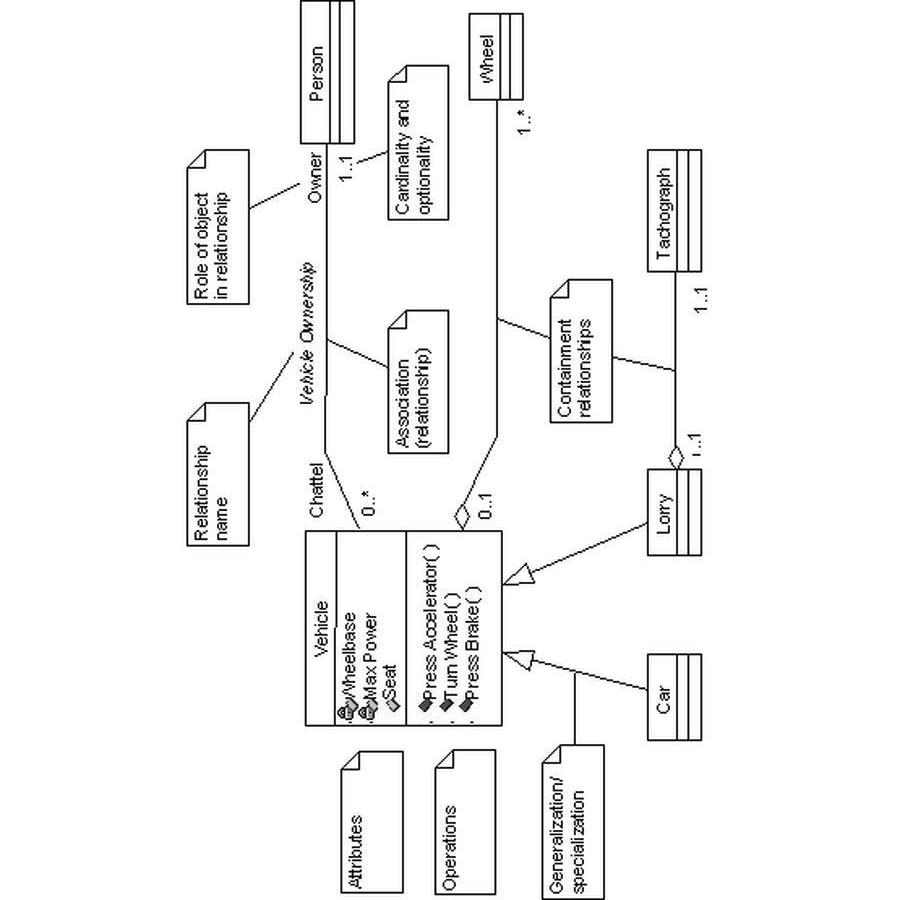 Attributes
Operations
Generalization/
specialization
Vehicle
Wheelbase
Max Power
Seat
Press Accelerator( )
Turn Wheel( )
Press Brake( )
Car
Lorry
Relationship
name
Chattel
0..*
0..1
1..1
Association
(relationship)
Vehicle Ownership
Containment
relationships
Role of object
in relationship
Owner
1..1
Cardinality and
optionality
1..*
1..1
Person
Wheel
Tachograph